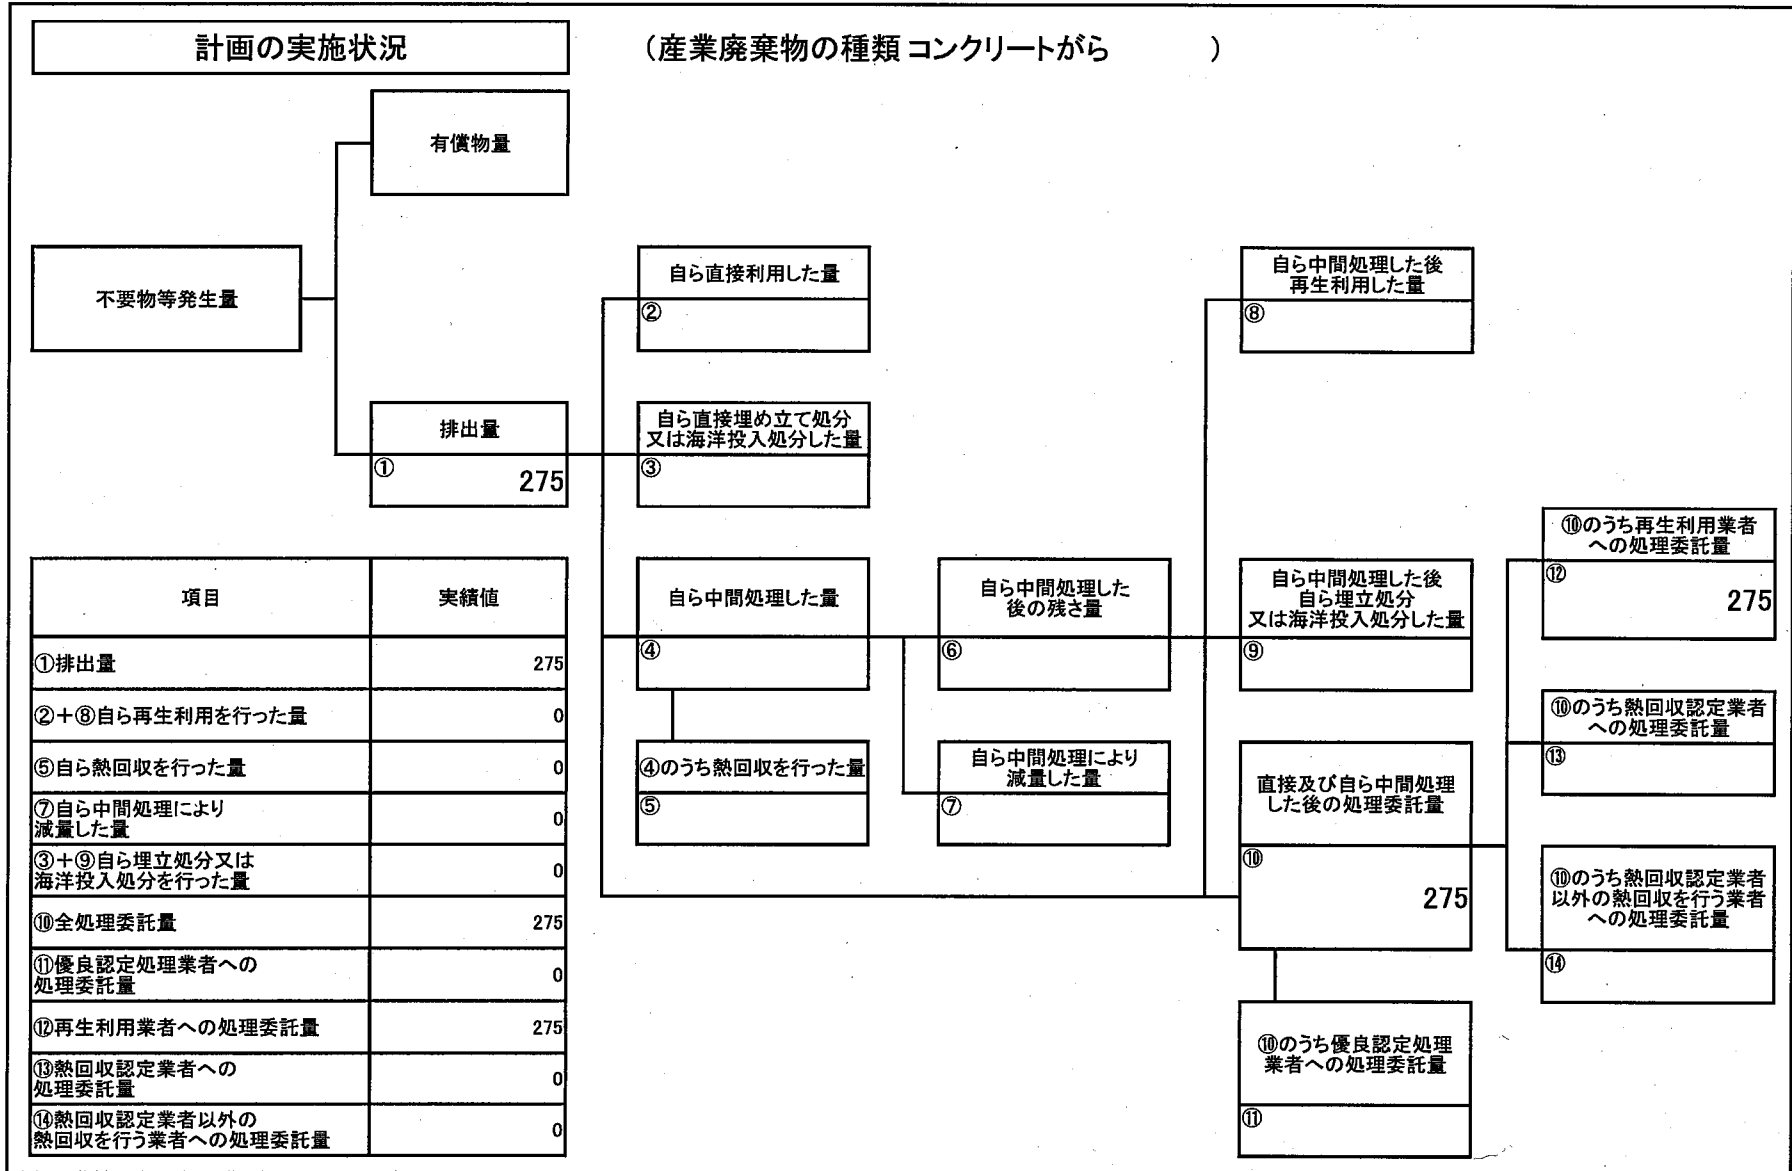 計画の実施状況
（産業廃棄物の種類 コンクリートがら　　　）
有償物量
不要物等発生量
自ら直接利用した量
②
自ら中間処理した後
再生利用した量
⑧
排出量
①
275
自ら直接埋め立て処分
又は海洋投入処分した量
③
⑩のうち再生利用業者
への処理委託量
⑫
275
自ら中間処理した量
④
自ら中間処理した
後の残さ量
⑥
自ら中間処理した後
自ら埋立処分
又は海洋投入処分した量
⑨
⑩のうち熱回収認定業者
への処理委託量
⑬
④のうち熱回収を行った量
⑤
自ら中間処理により
減量した量
⑦
直接及び自ら中間処理
した後の処理委託量
⑩
275
⑩のうち熱回収認定業者
以外の熱回収を行う業者
への処理委託量
⑭
⑩のうち優良認定処理
業者への処理委託量
⑪
項目 実績値
①排出量 275
②＋⑧自ら再生利用を行った量 0
⑤自ら熱回収を行った量 0
⑦自ら中間処理により
減量した量 0
③＋⑨自ら埋立処分又は
海洋投入処分を行った量 0
⑩全処理委託量 275
⑪優良認定処理業者への
処理委託量 0
⑫再生利用業者への処理委託量 275
⑬熱回収認定業者への
処理委託量 0
⑭熱回収認定業者以外の
熱回収を行う業者への処理委託量 0